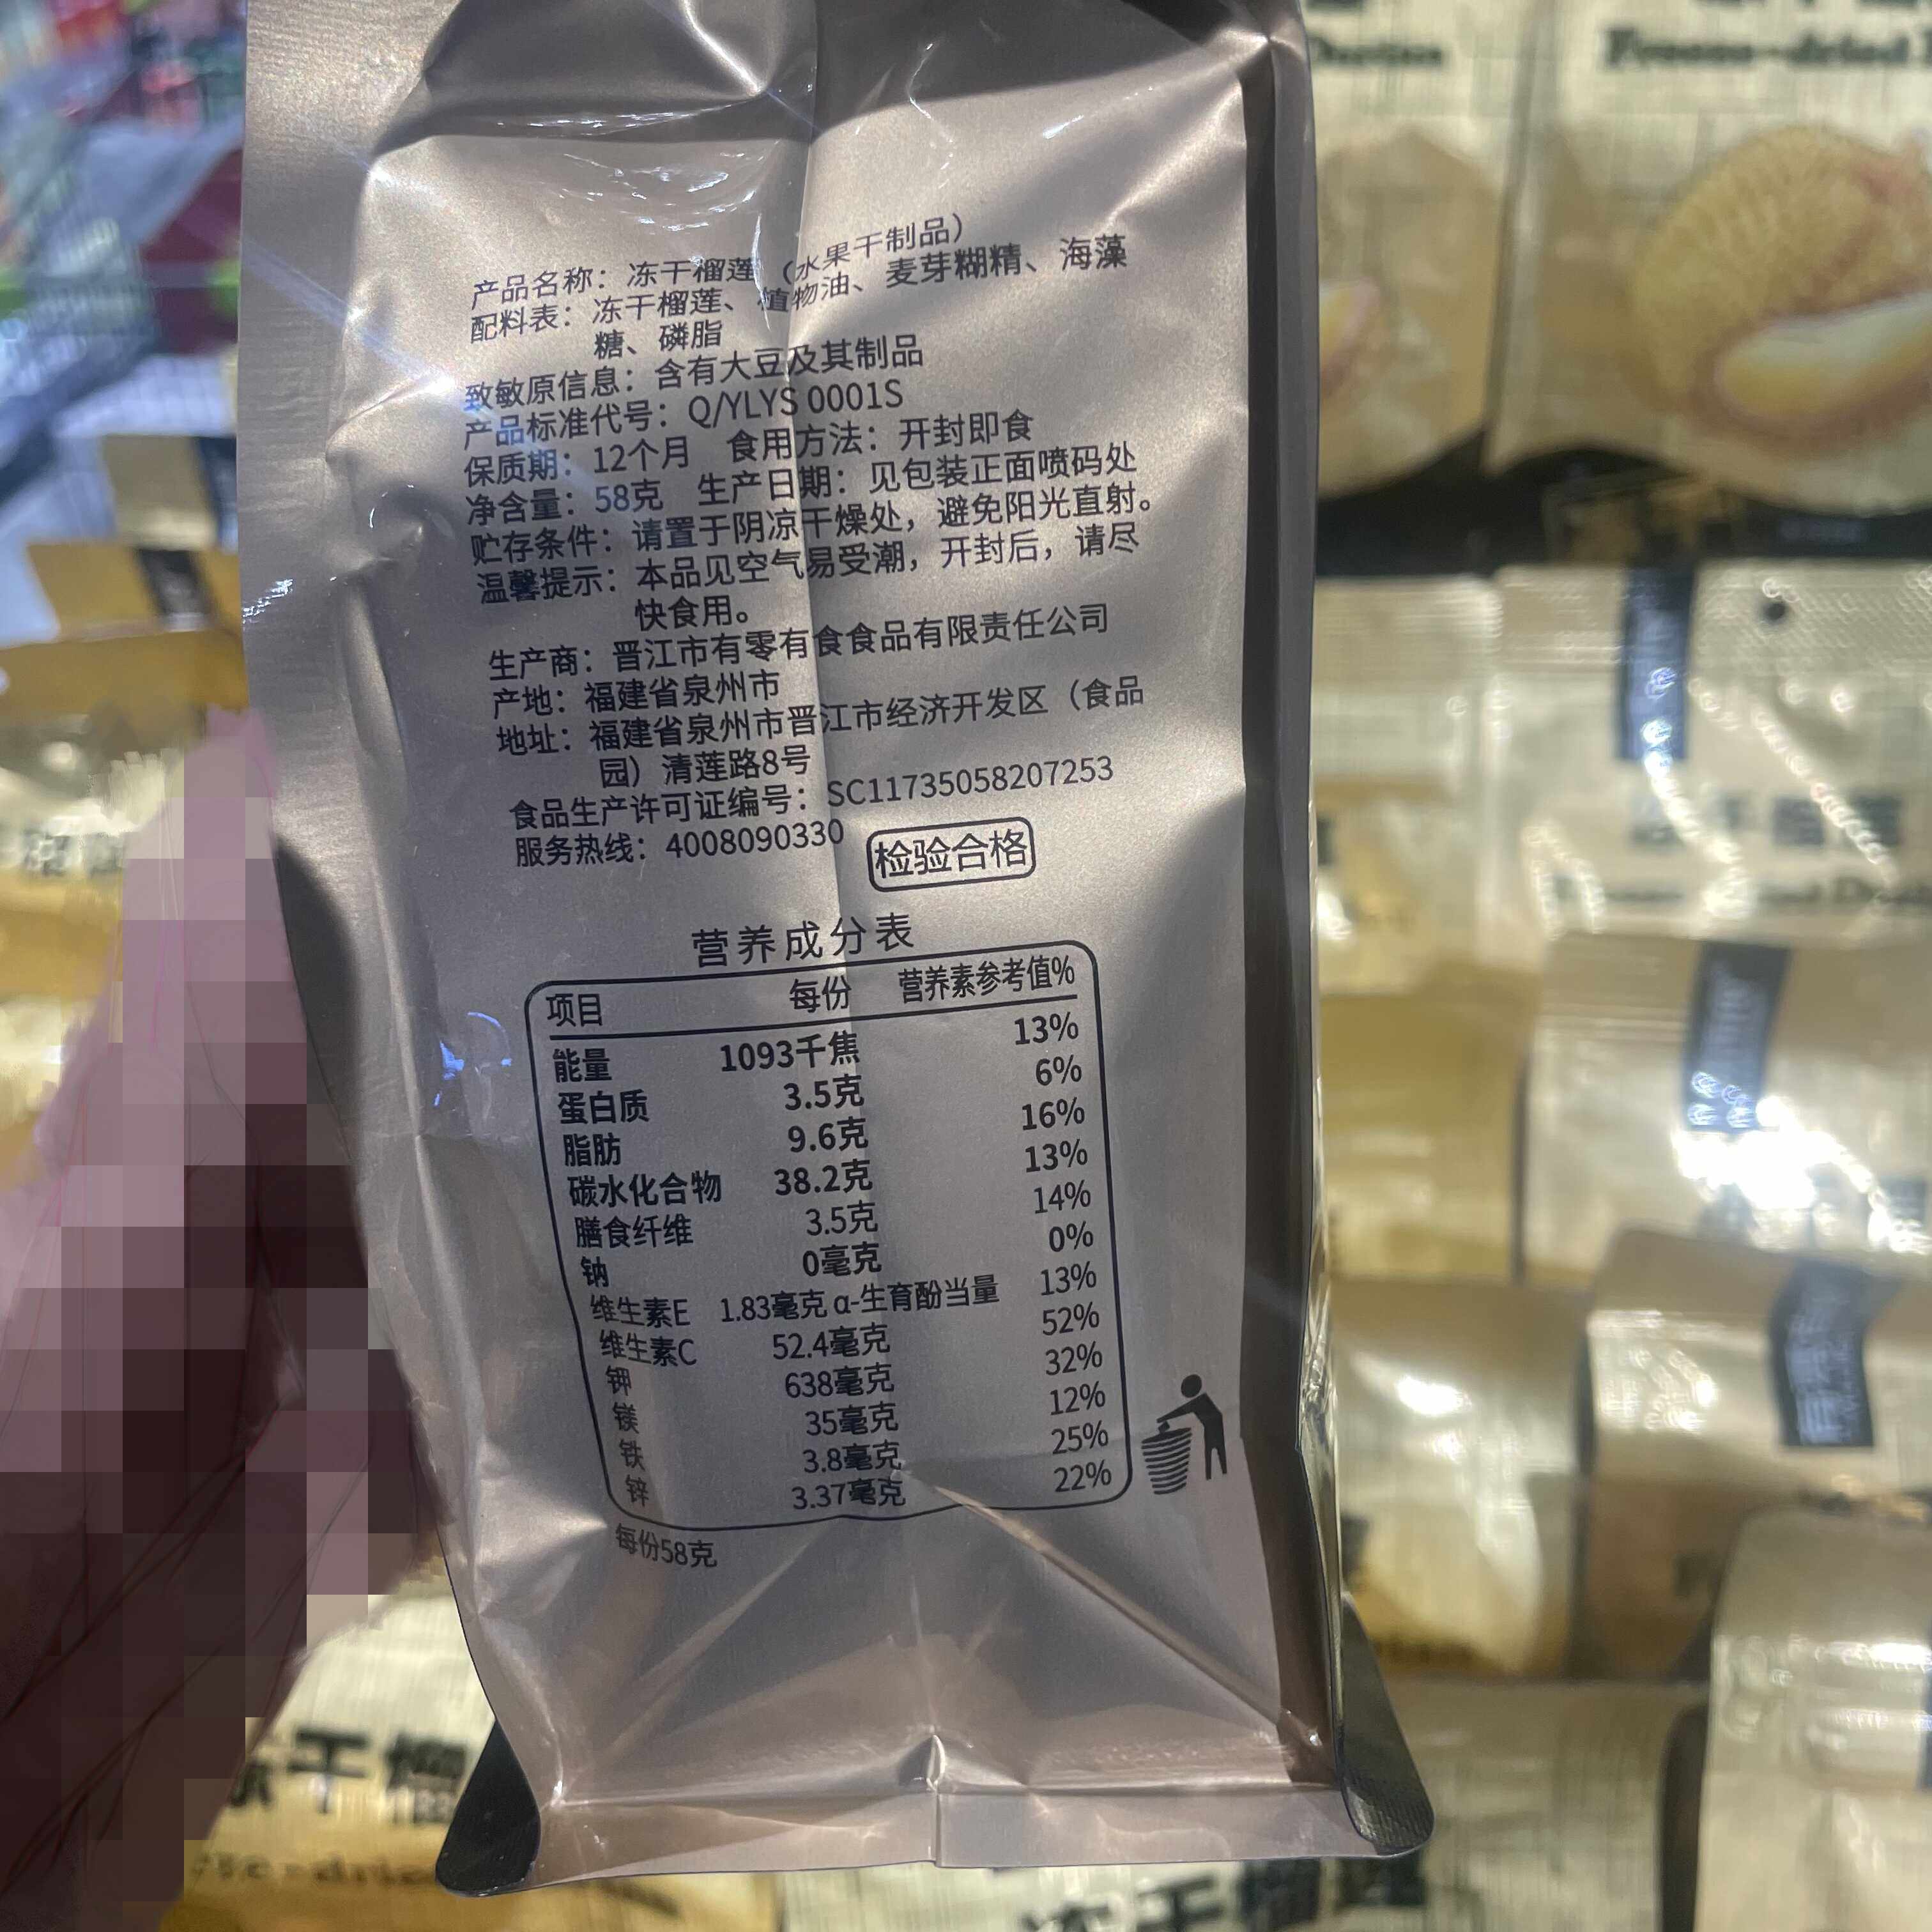 产品名称：冻干榴莲（水果干制品）
配料表：冻干榴莲、植物油、麦芽糊精、海藻
糖、磷脂
致敏原信息：含有大豆及其制品
产品标准代号：Q/YLYS 0001S
保质期：12个月 食用方法：开封即食
净含量：58克 生产日期：见包装正面喷码处
贮存条件：请置于阴凉干燥处，避免阳光直射。
温馨提示：本品见空气易受潮，开封后，请尽
快食用。
生产商：晋江市有零有食食品有限责任公司
产地：福建省泉州市
地址：福建省泉州市晋江市经济开发区（食品
园）清莲路8号
食品生产许可证编号：SC11735058207253
服务热线：4008090330
检验合格
营养成分表
项目 每份 营养素参考值%
能量 1093千焦 13%
蛋白质 3.5克 6%
脂肪 9.6克 16%
碳水化合物 38.2克 13%
膳食纤维 3.5克 14%
钠 0毫克 0%
维生素E 1.83毫克 α-生育酚当量 13%
维生素C 52.4毫克 52%
钾 638毫克 32%
镁 35毫克 12%
铁 3.8毫克 25%
锌 3.37毫克 22%
每份58克
Freeze-dried
冻干榴
冻干榴莲